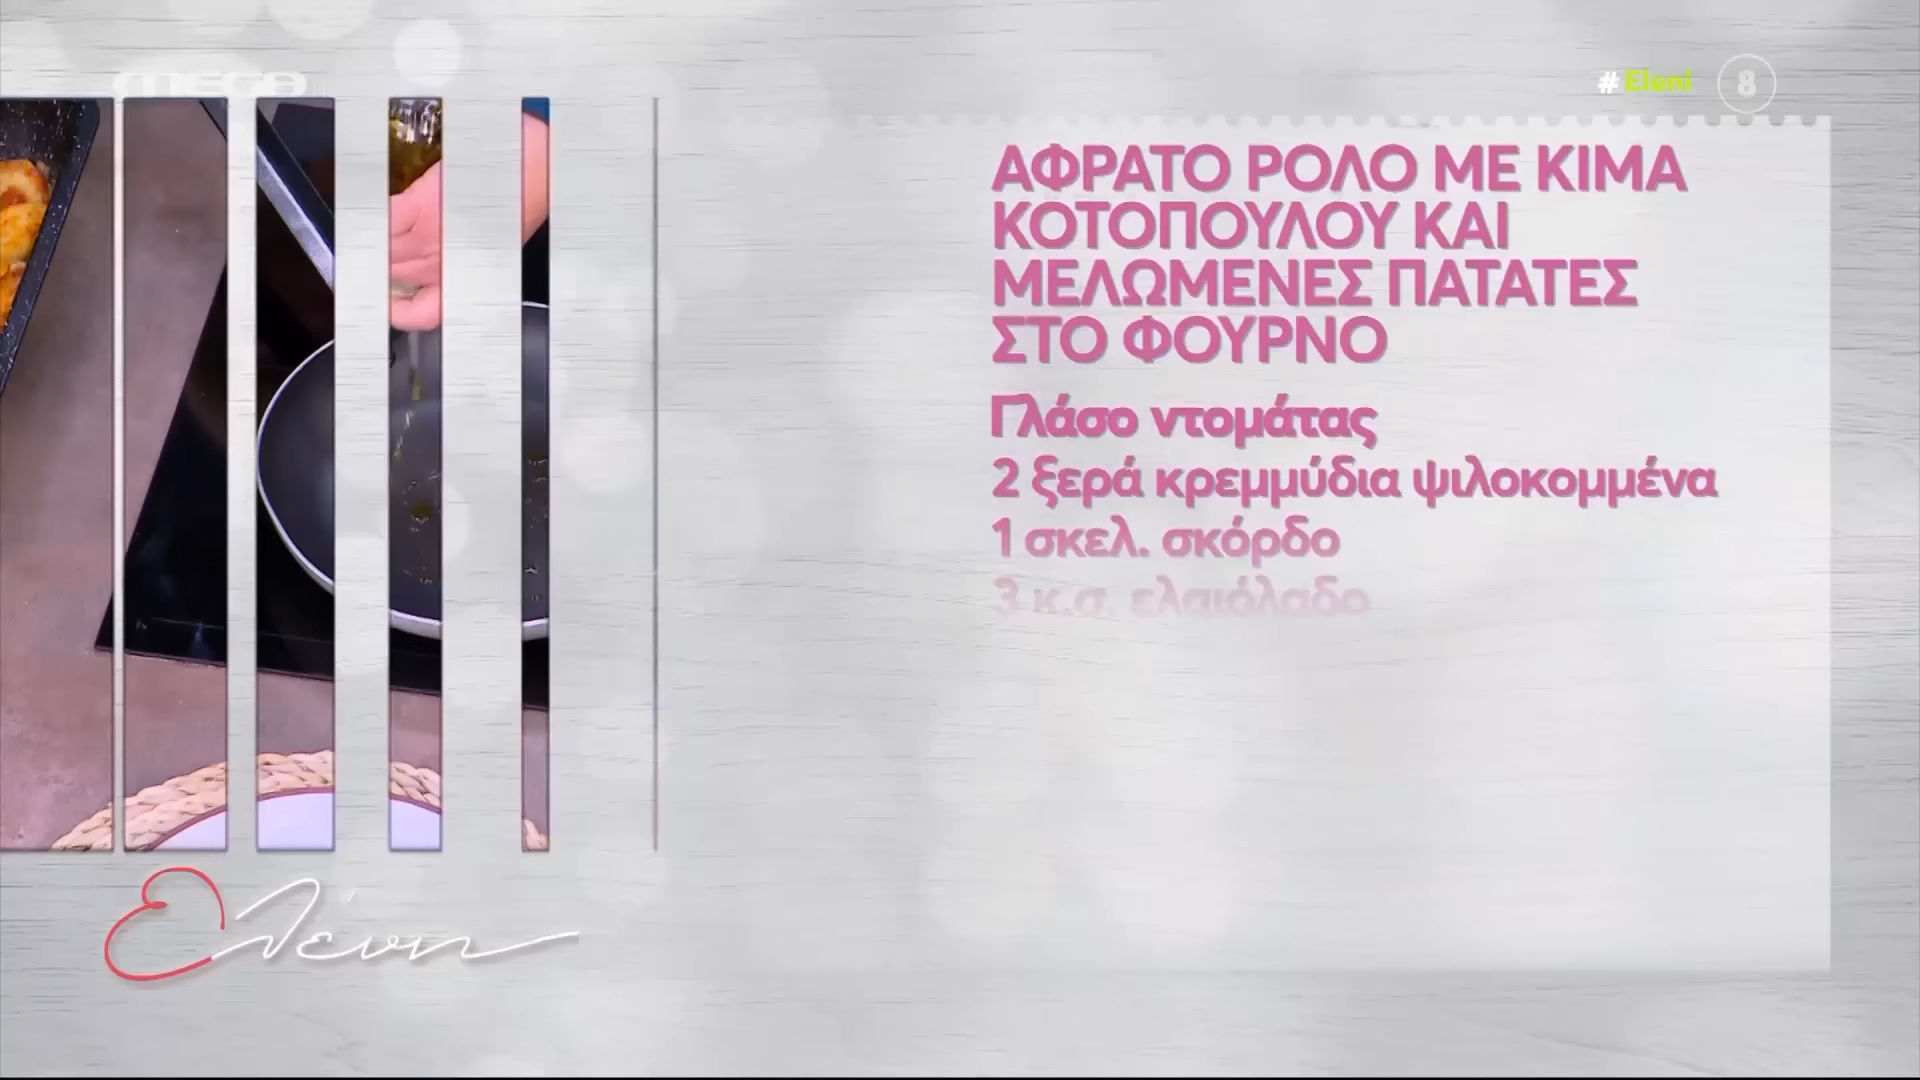 mega
#Eleni 8
ΑΦΡΑΤΟ ΡΟΛΟ ΜΕ ΚΙΜΑ
ΚΟΤΟΠΟΥΛΟΥ ΚΑΙ
ΜΕΛΩΜΕΝΕΣ ΠΑΤΑΤΕΣ
ΣΤΟ ΦΟΥΡΝΟ
Γλάσο ντομάτας
2 ξερά κρεμμύδια ψιλοκομμένα
1 σκελ. σκόρδο
3 κ.σ. ελαιόλαδο
Ελένη